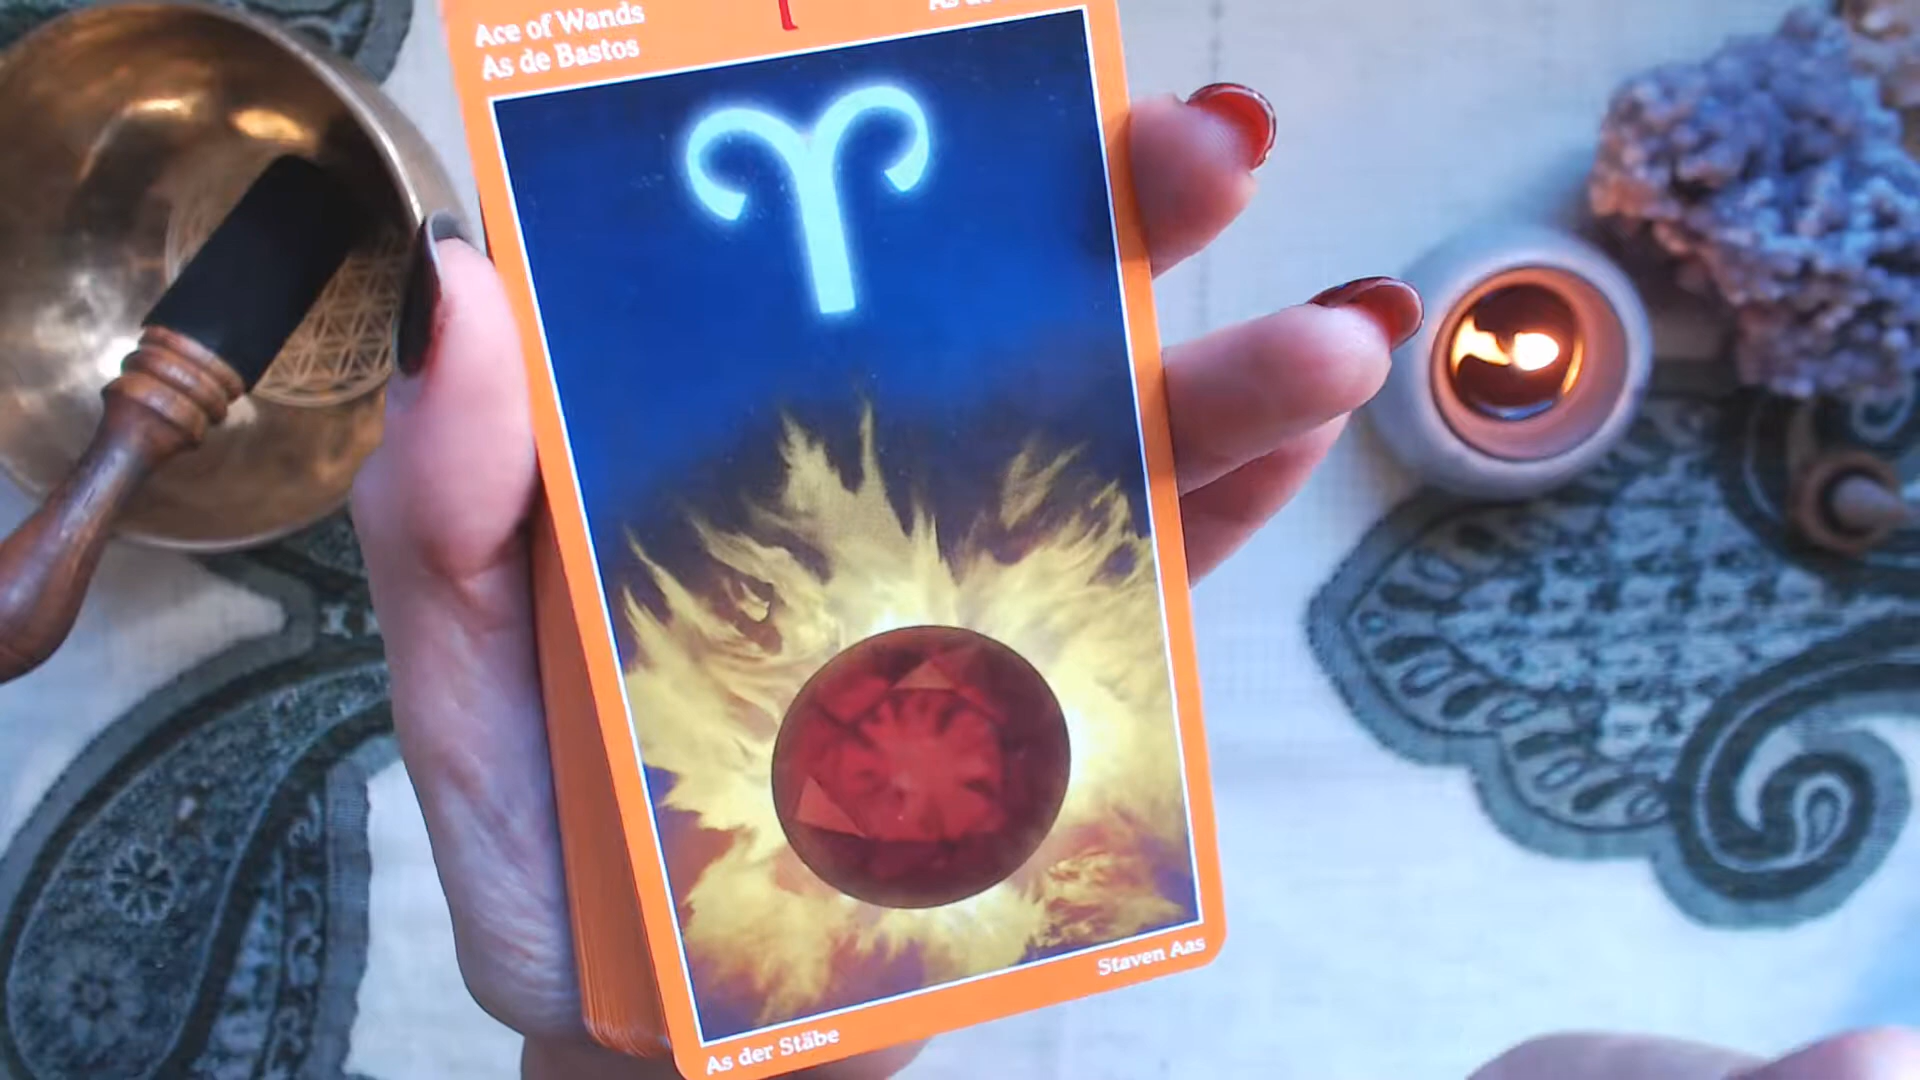 Ace of Wands
As de Bastos
I
As der Stäbe
Staven Aas